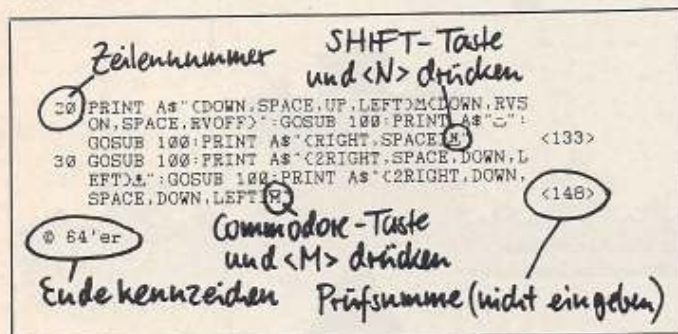 Zeilennummer
SHIFT-Taste
und <N> drücken
20 PRINT A$"{DOWN,SPACE,UP,LEFT}M{DOWN,RVS
ON,SPACE,RVOFF}":GOSUB 100:PRINT A$"
GOSUB 100:PRINT A$"{RIGHT,SPACE}N" <133>
30 GOSUB 100:PRINT A$"{2RIGHT,SPACE,DOWN,L
EFT}":GOSUB 100:PRINT A$"{2RIGHT,DOWN,
SPACE,DOWN,LEFT}M" <148>
© 64'er
Commodore-Taste
und <M> drücken
Endekennzeichen
Prüfsumme (nicht eingeben)